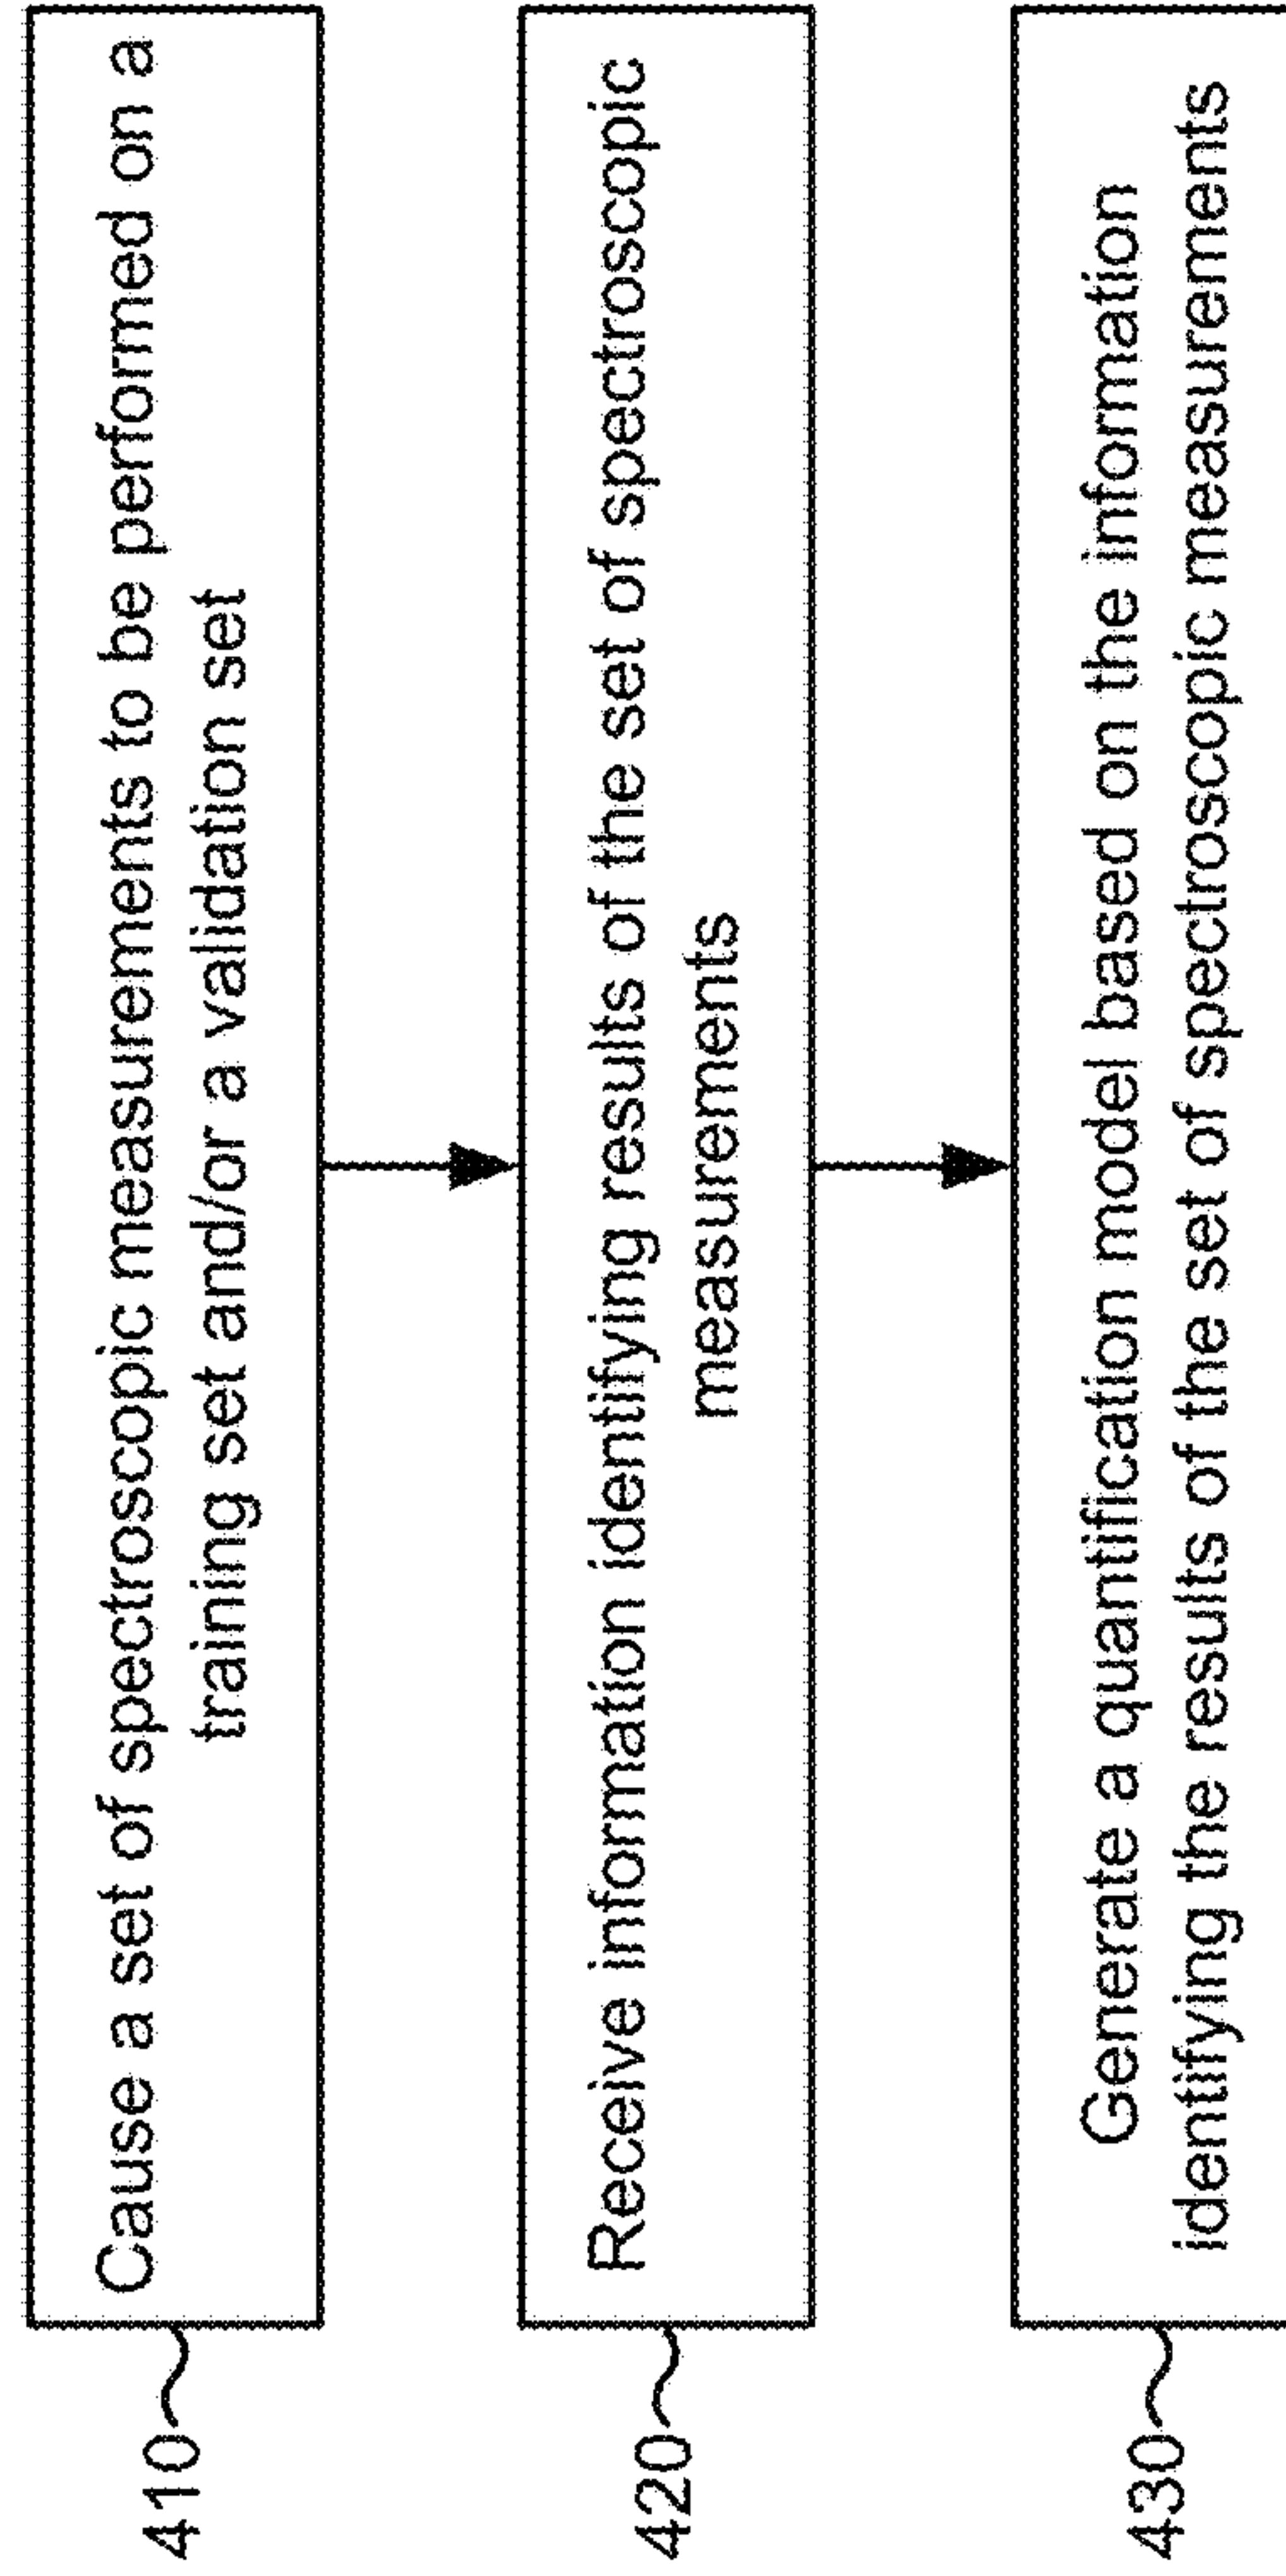 410
Cause a set of spectroscopic measurements to be performed on a
training set and/or a validation set
420
Receive information identifying results of the set of spectroscopic
measurements
430
Generate a quantification model based on the information
identifying the results of the set of spectroscopic measurements